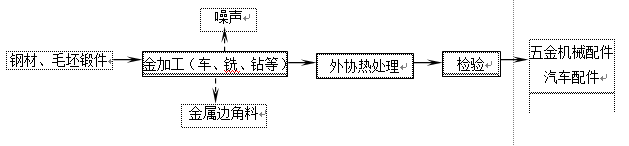 噪声
钢材、毛坯锻件
金加工（车、铣、钻等）
外协热处理
检验
五金机械配件
汽车配件
金属边角料